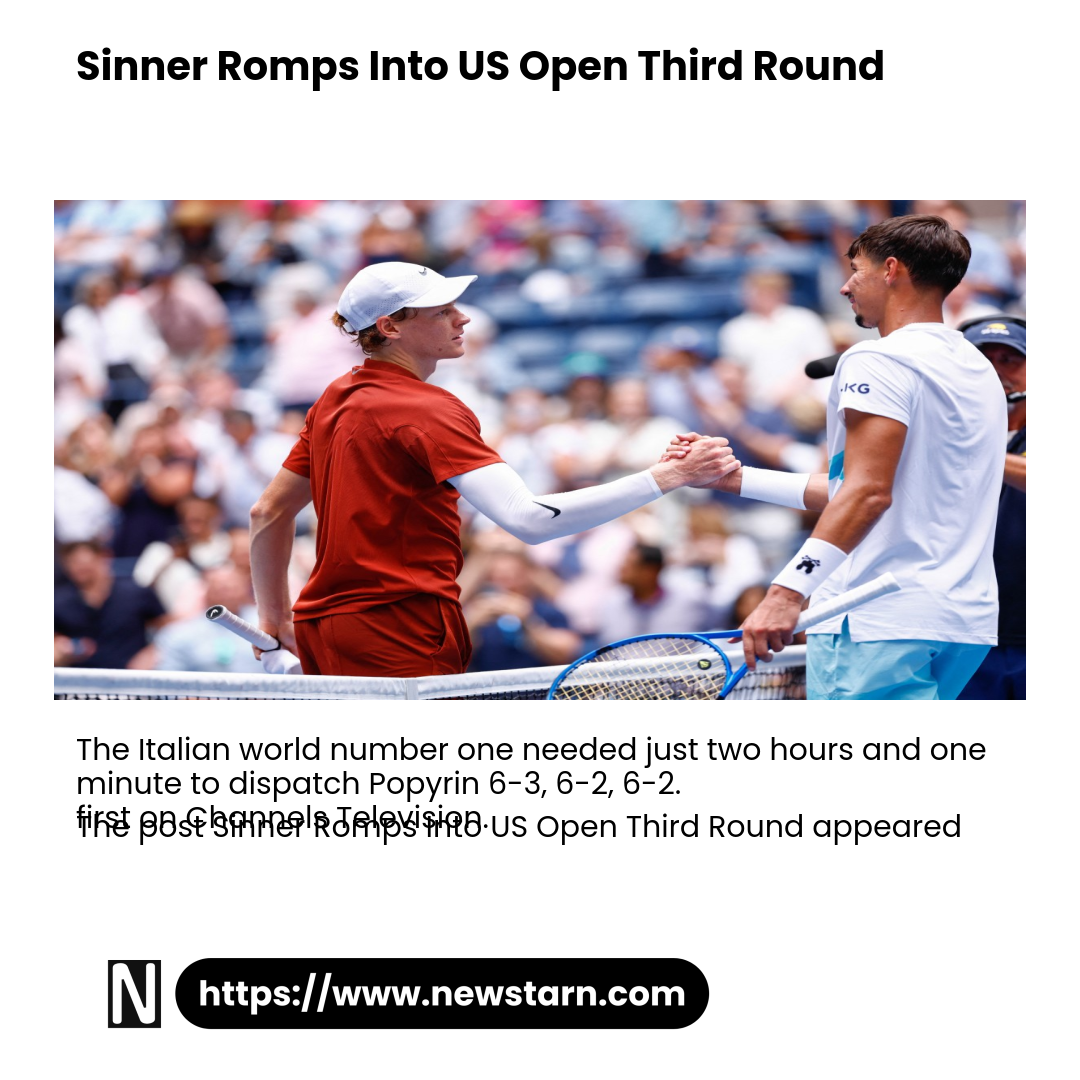 Sinner Romps Into US Open Third Round
KG
The Italian world number one needed just two hours and one
minute to dispatch Popyrin 6-3, 6-2, 6-2.
first on Channels Television.
The post Sinner Romps Into US Open Third Round appeared
N
https://www.newstarn.com